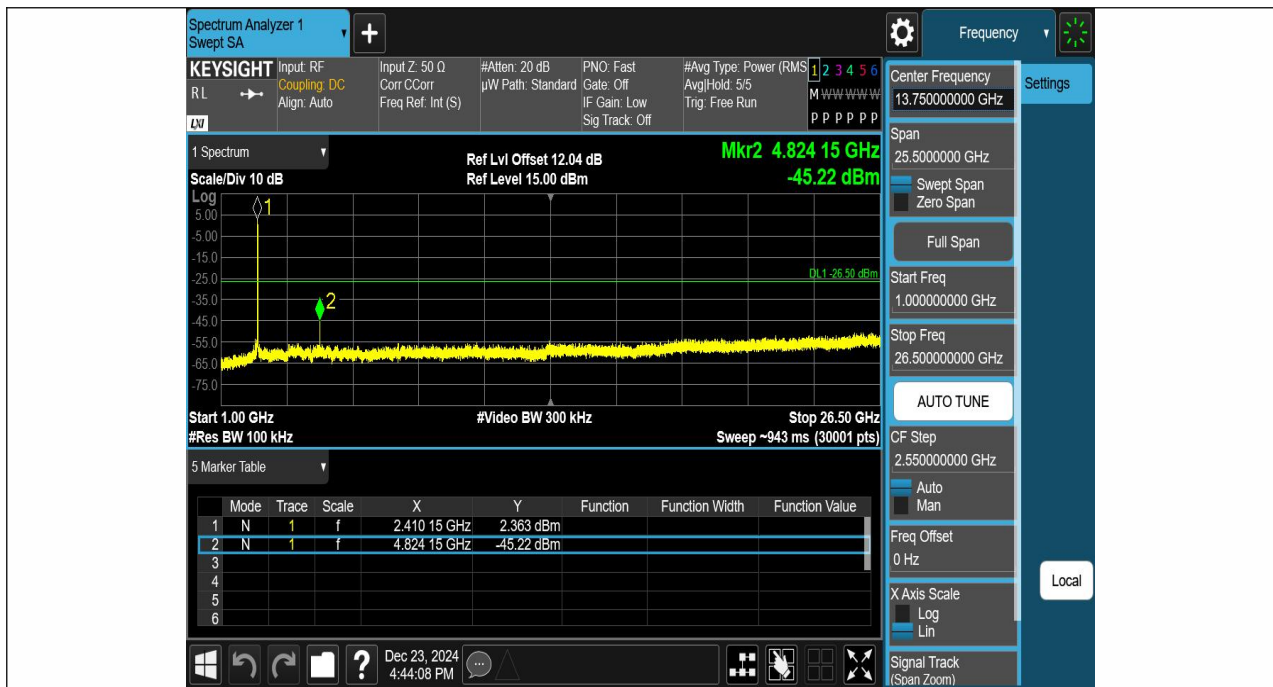 Spectrum Analyzer 1
Swept SA
+
Frequency
KEYSIGHT
RL
LXI
Input: RF
Coupling: DC
Align: Auto
Input Z: 50 Ω
Corr CCorr
Freq Ref: Int (S)
#Atten: 20 dB
µW Path: Standard
PNO: Fast
Gate: Off
IF Gain: Low
Sig Track: Off
#Avg Type: Power (RMS
Avg|Hold: 5/5
Trig: Free Run
1 2 3 4 5 6
M W W W W W
P P P P P P
1 Spectrum
Scale/Div 10 dB
Ref Lvl Offset 12.04 dB
Ref Level 15.00 dBm
Mkr2 4.824 15 GHz
-45.22 dBm
Log
5.00
-5.00
-15.0
-25.0
-35.0
-45.0
-55.0
-65.0
-75.0
1
2
DL1 -26.50 dBm
Start 1.00 GHz
#Video BW 300 kHz
Stop 26.50 GHz
#Res BW 100 kHz
Sweep ~943 ms (30001 pts)
5 Marker Table
Mode Trace Scale X Y Function Function Width Function Value
1 N 1 f 2.410 15 GHz 2.363 dBm
2 N 1 f 4.824 15 GHz -45.22 dBm
3
4
5
6
?
Dec 23, 2024
4:44:08 PM
Center Frequency
13.750000000 GHz
Span
25.5000000 GHz
Swept Span
Zero Span
Full Span
Start Freq
1.000000000 GHz
Stop Freq
26.500000000 GHz
AUTO TUNE
CF Step
2.550000000 GHz
Auto
Man
Freq Offset
0 Hz
X Axis Scale
Log
Lin
Signal Track
(Span Zoom)
Settings
Local